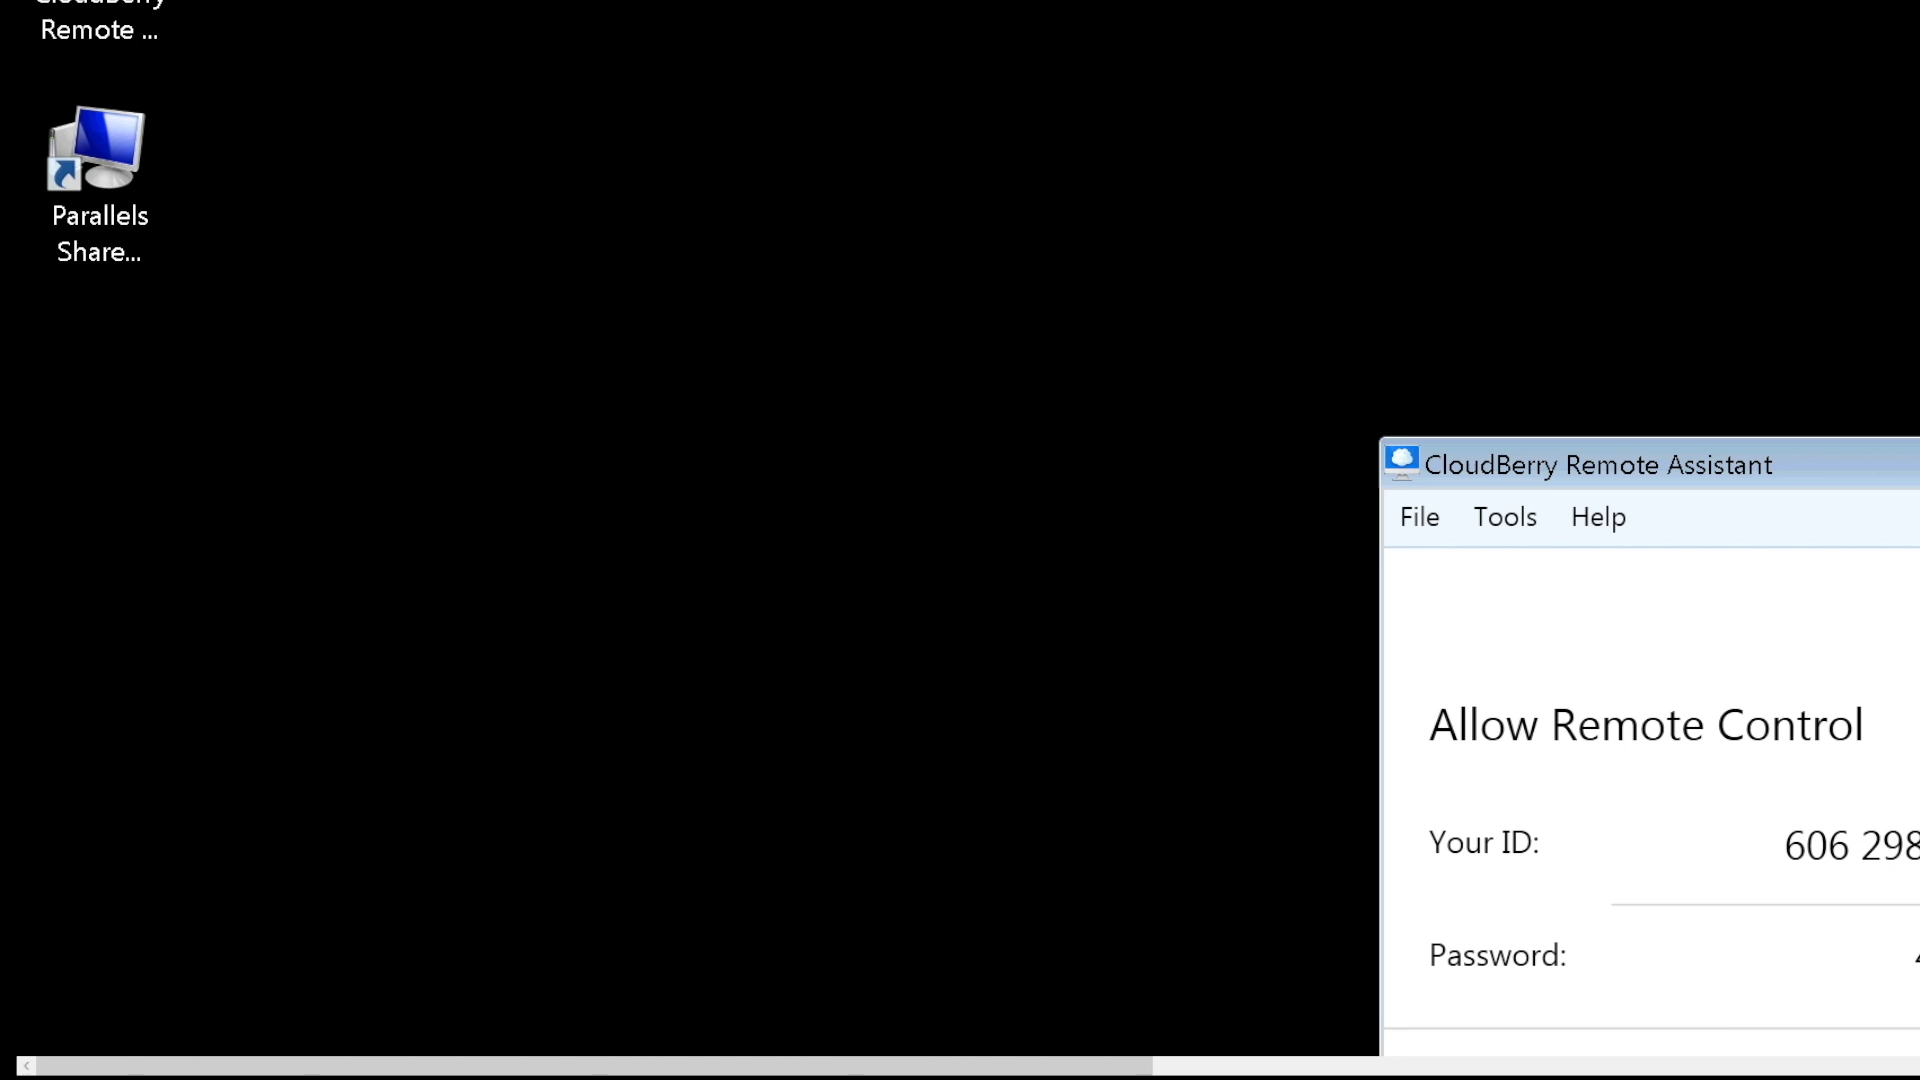 Remote ...
Parallels
Share...
CloudBerry Remote Assistant
File Tools Help
Allow Remote Control
Your ID: 606 298
Password: